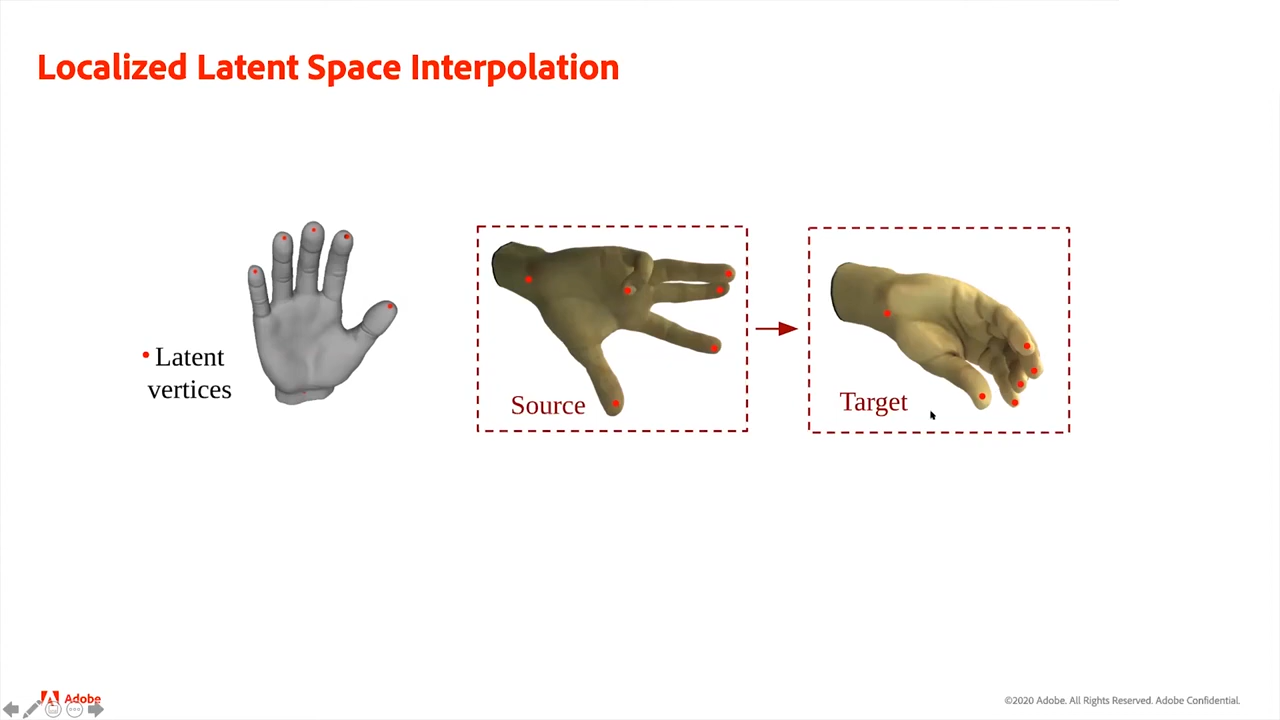 Localized Latent Space Interpolation
Latent
vertices
Source
Target
Adobe
©2020 Adobe. All Rights Reserved. Adobe Confidential.